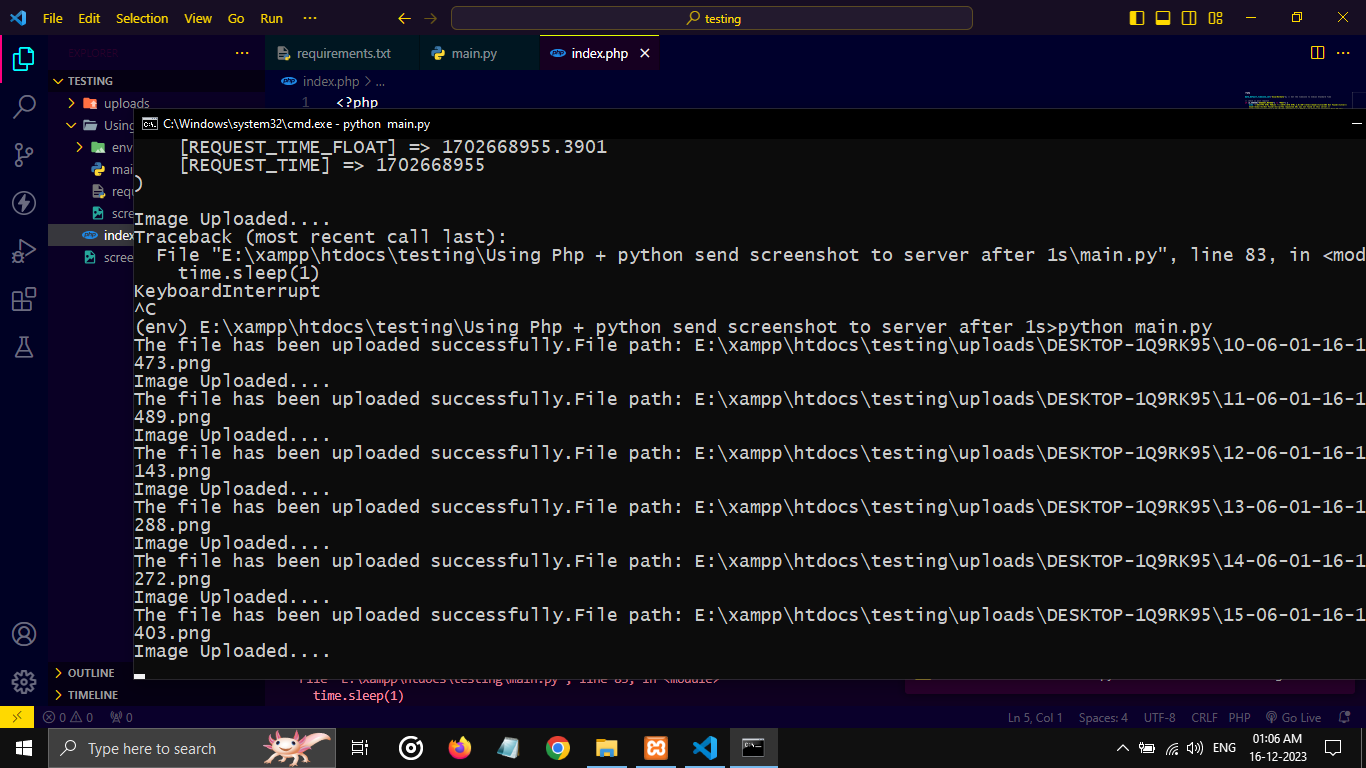 File Edit Selection View Go Run ···
testing
EXPLORER
requirements.txt
main.py
index.php
TESTING
index.php > ...
uploads
1 <?php
Using
C:\Windows\system32\cmd.exe - python  main.py
env
[REQUEST_TIME_FLOAT] => 1702668955.3901
mai
[REQUEST_TIME] => 1702668955
)
requ
scre
Image Uploaded....
index
Traceback (most recent call last):
scree
File "E:\xampp\htdocs\testing\Using Php + python send screenshot to server after 1s\main.py", line 83, in <mod
time.sleep(1)
KeyboardInterrupt
^C
(env) E:\xampp\htdocs\testing\Using Php + python send screenshot to server after 1s>python main.py
The file has been uploaded successfully.File path: E:\xampp\htdocs\testing\uploads\DESKTOP-1Q9RK95\10-06-01-16-1
473.png
Image Uploaded....
The file has been uploaded successfully.File path: E:\xampp\htdocs\testing\uploads\DESKTOP-1Q9RK95\11-06-01-16-1
489.png
Image Uploaded....
The file has been uploaded successfully.File path: E:\xampp\htdocs\testing\uploads\DESKTOP-1Q9RK95\12-06-01-16-1
143.png
Image Uploaded....
The file has been uploaded successfully.File path: E:\xampp\htdocs\testing\uploads\DESKTOP-1Q9RK95\13-06-01-16-1
288.png
Image Uploaded....
The file has been uploaded successfully.File path: E:\xampp\htdocs\testing\uploads\DESKTOP-1Q9RK95\14-06-01-16-1
272.png
Image Uploaded....
The file has been uploaded successfully.File path: E:\xampp\htdocs\testing\uploads\DESKTOP-1Q9RK95\15-06-01-16-1
403.png
Image Uploaded....
OUTLINE
File "E:\xampp\htdocs\testing\main.py", line 83, in <module>
TIMELINE
time.sleep(1)
0 0 0
Ln 5, Col 1 Spaces: 4 UTF-8 CRLF PHP Go Live
Type here to search
ENG
01:06 AM
16-12-2023